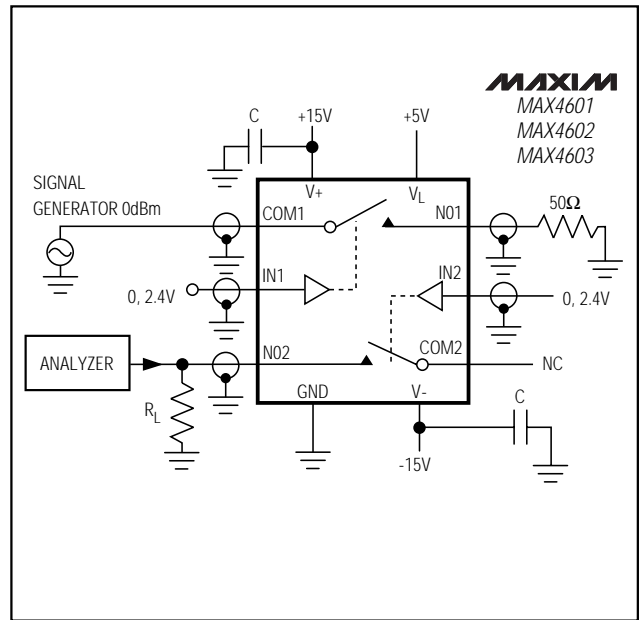 MAXIM
MAX4601
MAX4602
MAX4603
C
+15V
+5V
SIGNAL
GENERATOR 0dBm
V+
VL
COM1
N01
50Ω
IN1
IN2
0, 2.4V
0, 2.4V
ANALYZER
N02
COM2
NC
RL
GND
V-
C
-15V